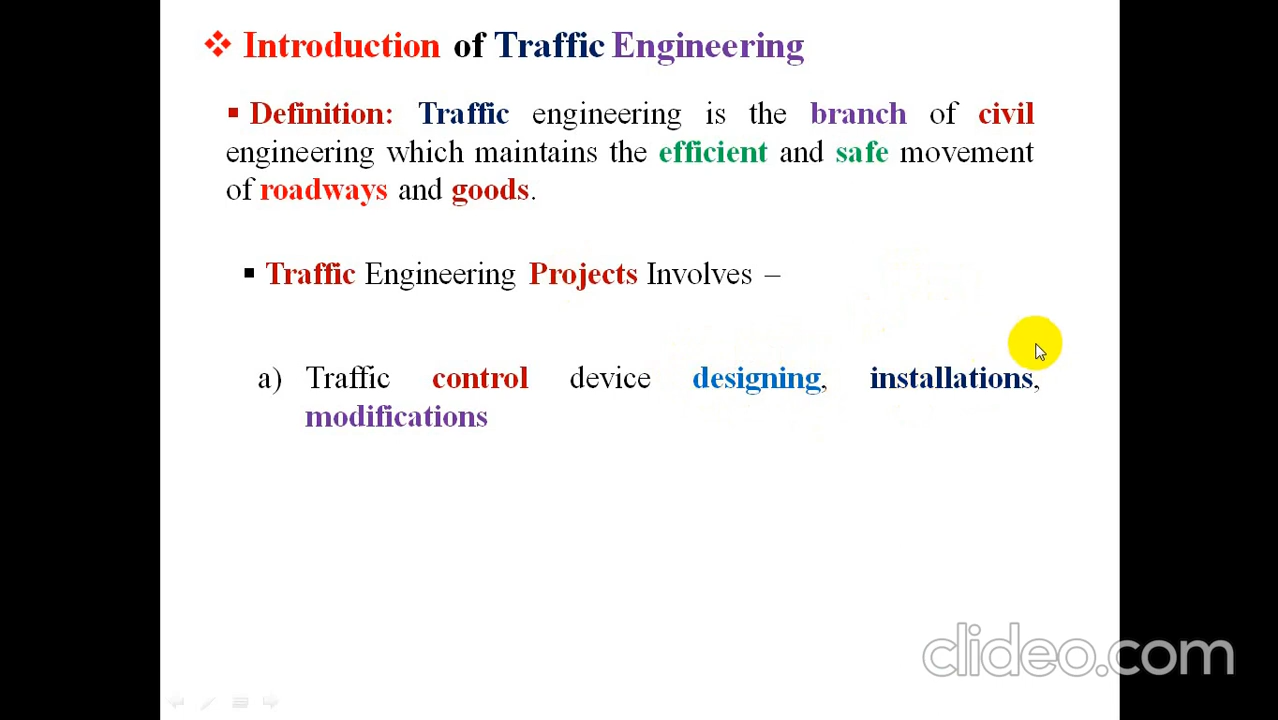 Introduction of Traffic Engineering
Definition: Traffic engineering is the branch of civil
engineering which maintains the efficient and safe movement
of roadways and goods.
Traffic Engineering Projects Involves –
a) Traffic control device designing, installations,
modifications
clideo.com